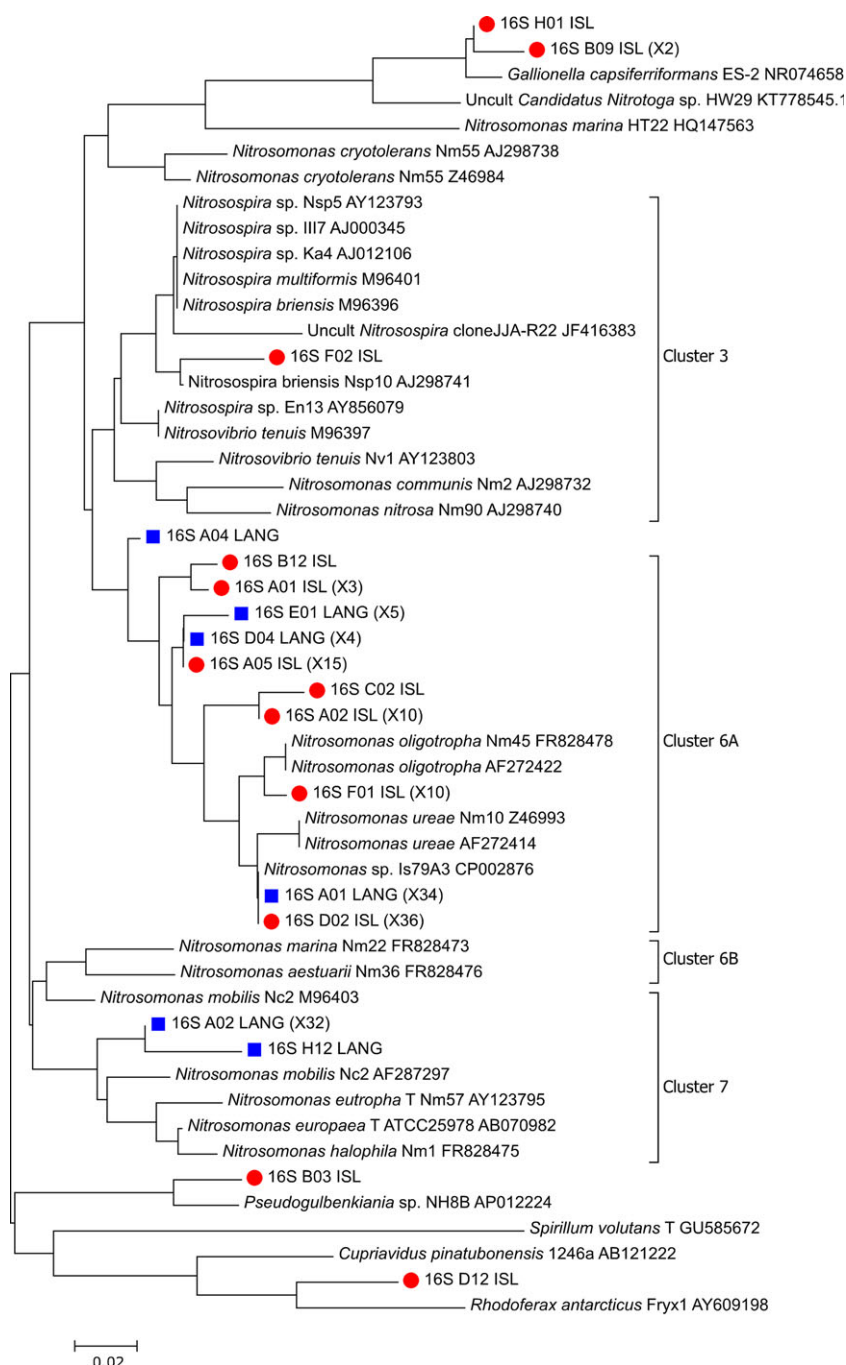 16S H01 ISL
16S B09 ISL (X2)
Gallionella capsiferriformans ES-2 NR074658
Uncult Candidatus Nitrotoga sp. HW29 KT778545.1
Nitrosomonas marina HT22 HQ147563
Nitrosomonas cryotolerans Nm55 AJ298738
Nitrosomonas cryotolerans Nm55 Z46984
Nitrosospira sp. Nsp5 AY123793
Nitrosospira sp. III7 AJ000345
Nitrosospira sp. Ka4 AJ012106
Nitrosospira multiformis M96401
Nitrosospira briensis M96396
Uncult Nitrosospira cloneJJA-R22 JF416383
16S F02 ISL
Cluster 3
Nitrosospira briensis Nsp10 AJ298741
Nitrosospira sp. En13 AY856079
Nitrosovibrio tenuis M96397
Nitrosovibrio tenuis Nv1 AY123803
Nitrosomonas communis Nm2 AJ298732
Nitrosomonas nitrosa Nm90 AJ298740
16S A04 LANG
16S B12 ISL
16S A01 ISL (X3)
16S E01 LANG (X5)
16S D04 LANG (X4)
16S A05 ISL (X15)
16S C02 ISL
16S A02 ISL (X10)
Cluster 6A
Nitrosomonas oligotropha Nm45 FR828478
Nitrosomonas oligotropha AF272422
16S F01 ISL (X10)
Nitrosomonas ureae Nm10 Z46993
Nitrosomonas ureae AF272414
Nitrosomonas sp. Is79A3 CP002876
16S A01 LANG (X34)
16S D02 ISL (X36)
Nitrosomonas marina Nm22 FR828473
Cluster 6B
Nitrosomonas aestuarii Nm36 FR828476
Nitrosomonas mobilis Nc2 M96403
16S A02 LANG (X32)
16S H12 LANG
Nitrosomonas mobilis Nc2 AF287297
Cluster 7
Nitrosomonas eutropha T Nm57 AY123795
Nitrosomonas europaea T ATCC25978 AB070982
Nitrosomonas halophila Nm1 FR828475
16S B03 ISL
Pseudogulbenkiania sp. NH8B AP012224
Spirillum volutans T GU585672
Cupriavidus pinatubonensis 1246a AB121222
16S D12 ISL
Rhodoferax antarcticus Fryx1 AY609198
0.02